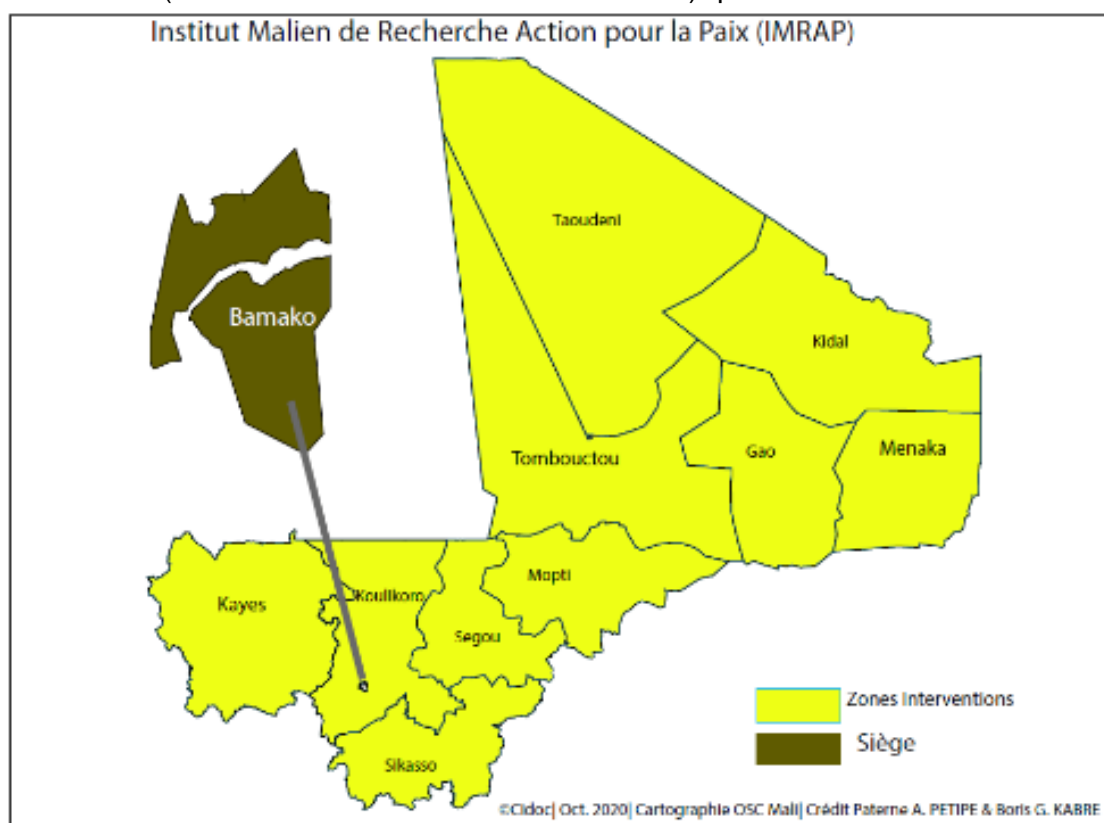 Institut Malien de Recherche Action pour la Paix (IMRAP)
Taoudeni
Bamako
Kidal
Tombouctou
Gao
Menaka
Mopti
Kayes
Koulikoro
Segou
Zones Interventions
Siège
Sikasso
©Cidoc| Oct. 2020| Cartographie OSC Mali| Crédit Paterne A. PETIPE & Boris G. KABRE